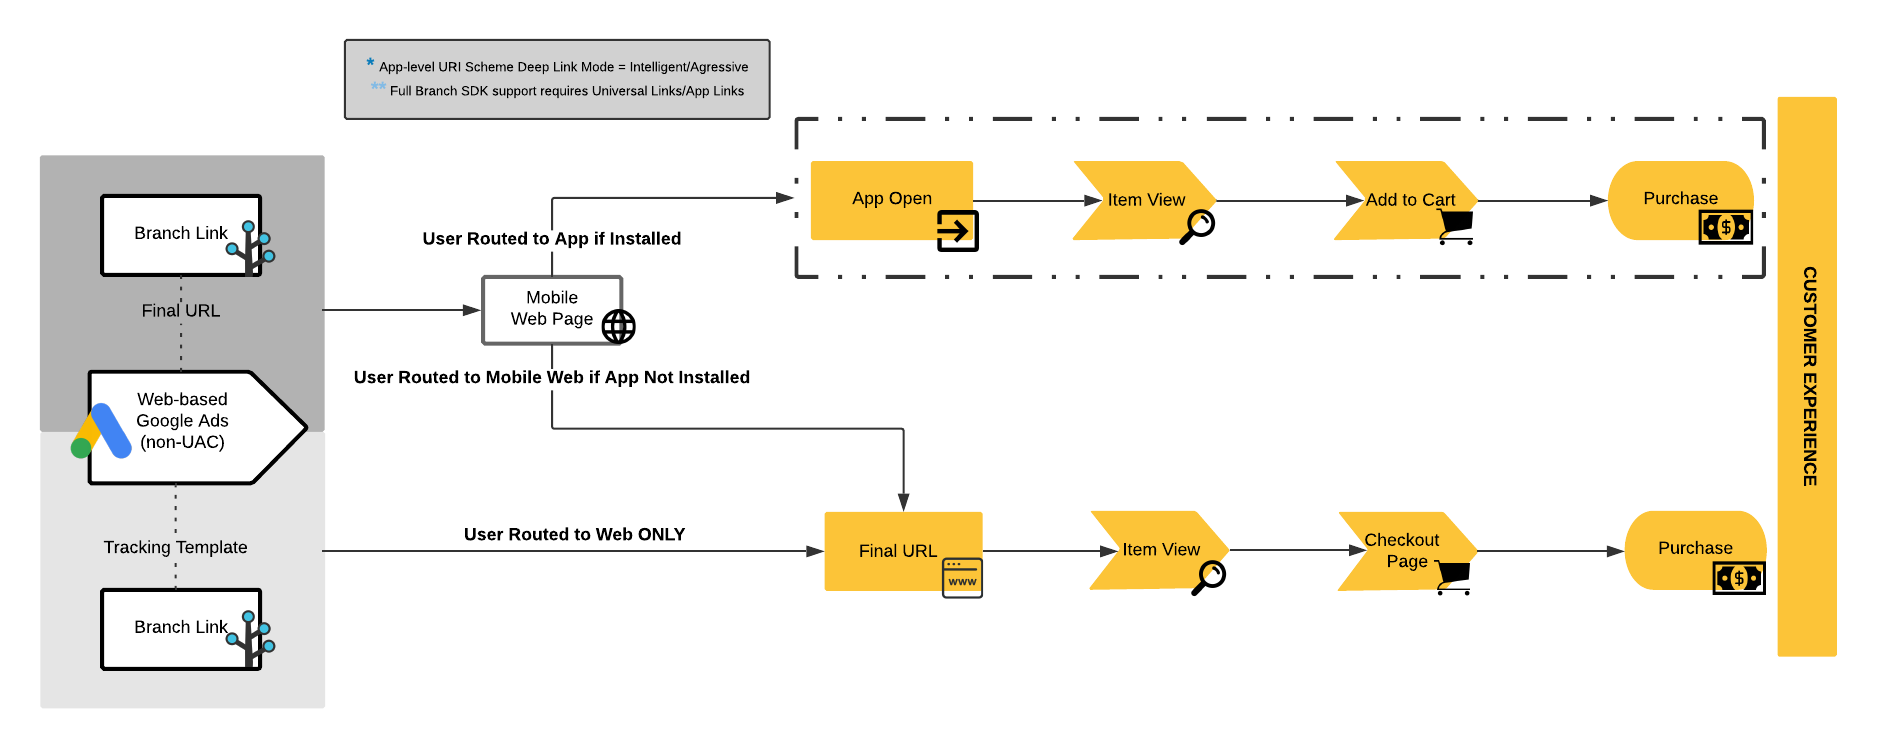 * App-level URI Scheme Deep Link Mode = Intelligent/Agressive
** Full Branch SDK support requires Universal Links/App Links
Branch Link
Final URL
Web-based
Google Ads
(non-UAC)
Tracking Template
Branch Link
User Routed to App if Installed
Mobile
Web Page
User Routed to Mobile Web if App Not Installed
User Routed to Web ONLY
App Open
Item View
Add to Cart
Purchase
$
Final URL
www
Item View
Checkout
Page
Purchase
$
CUSTOMER EXPERIENCE